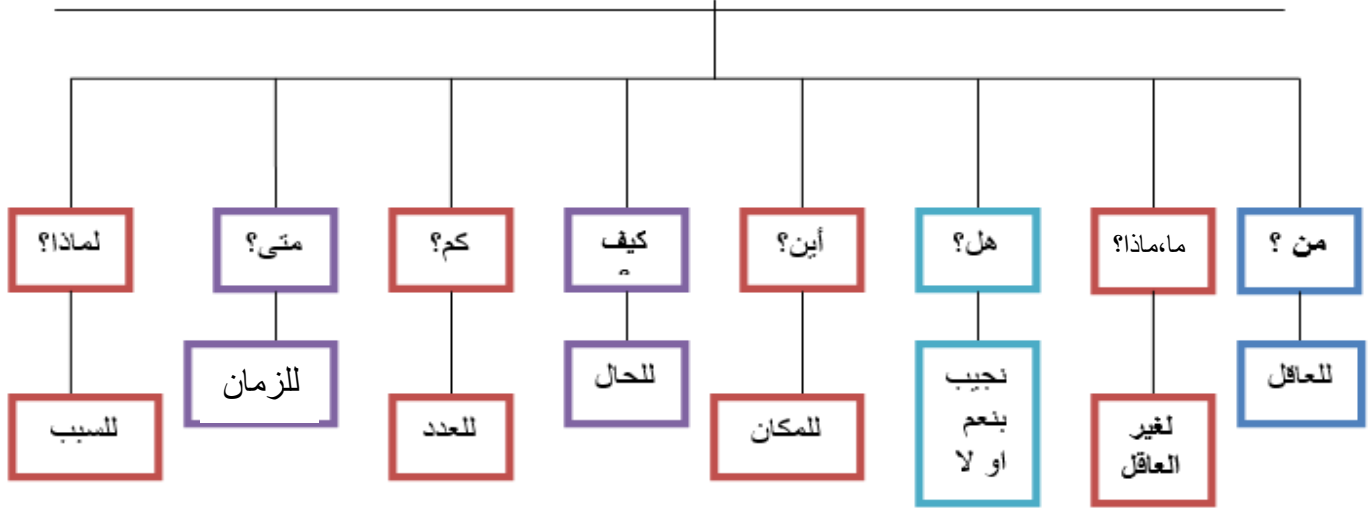 من ؟
ما،ماذا؟
هل؟
أين؟
كيف
كم؟
متى؟
لماذا؟
للعاقل
لغير
العاقل
نجيب
بنعم
او لا
للمكان
للحال
للعدد
للزمان
للسبب